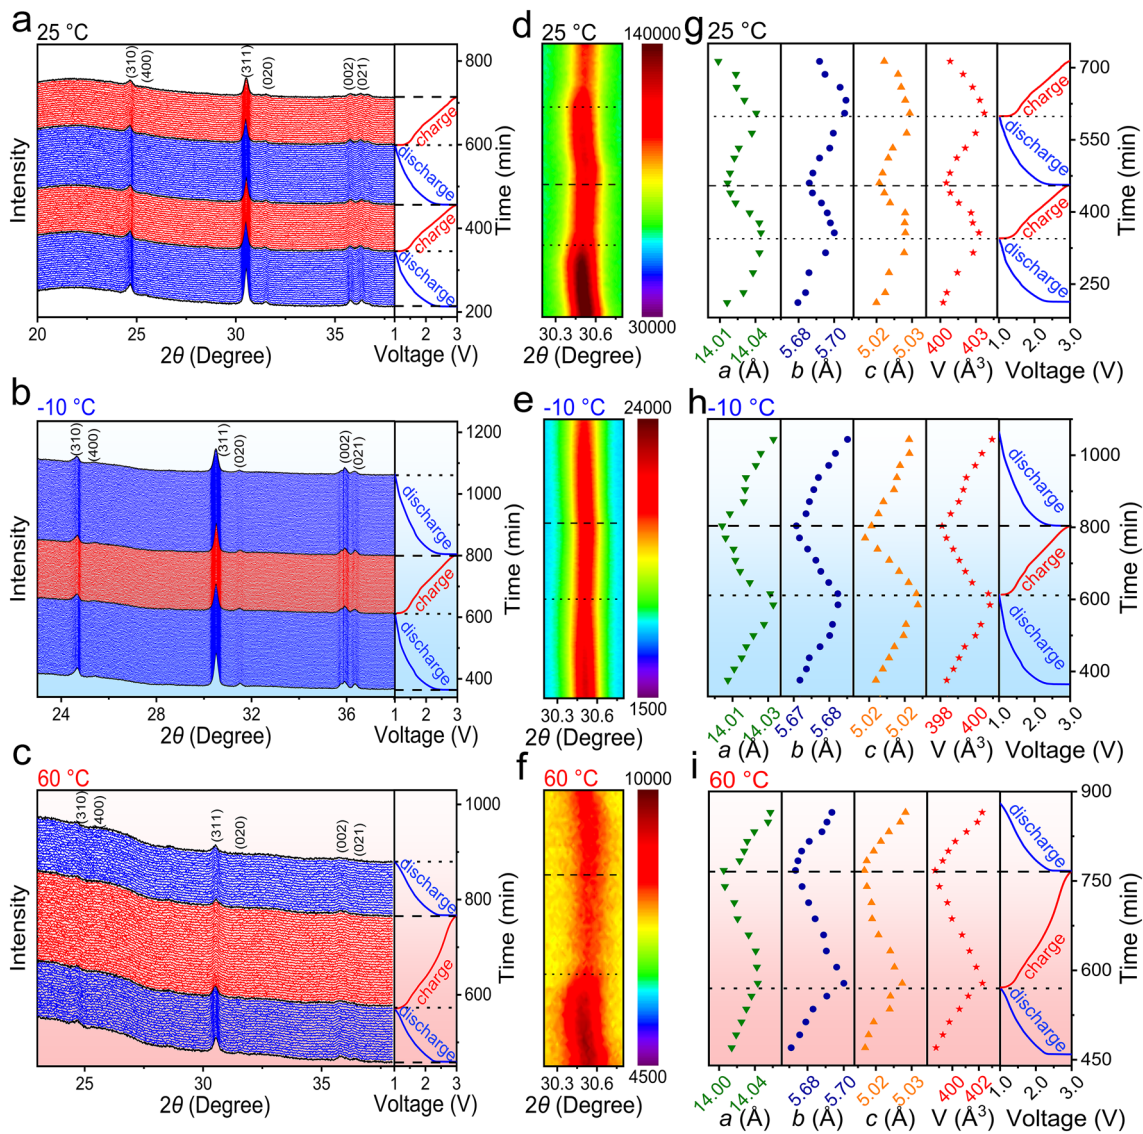 a
25 °C
(310)
(400)
(311)
(020)
(002)
(021)
charge
discharge
charge
discharge
Intensity
Time (min)
800
600
400
200
20
25
30
35
1
2
3
2θ (Degree)
Voltage (V)
d
25 °C
140000
30000
30.3
30.6
2θ (Degree)
g
25 °C
charge
discharge
charge
discharge
Time (min)
700
550
400
250
14.01
14.04
5.68
5.70
5.02
5.03
400
403
1.0
2.0
3.0
a (Å)
b (Å)
c (Å)
V (Å³)
Voltage (V)
b
-10 °C
(310)
(400)
(311)
(020)
(002)
(021)
discharge
charge
discharge
Intensity
Time (min)
1200
1000
800
600
400
24
28
32
36
1
2
3
2θ (Degree)
Voltage (V)
e
-10 °C
24000
1500
30.3
30.6
2θ (Degree)
h
-10 °C
discharge
charge
discharge
Time (min)
1000
800
600
400
14.01
14.03
5.67
5.68
5.02
5.02
398
400
1.0
2.0
3.0
a (Å)
b (Å)
c (Å)
V (Å³)
Voltage (V)
c
60 °C
(310)
(400)
(311)
(020)
(002)
(021)
discharge
charge
discharge
Intensity
Time (min)
1000
800
600
25
30
35
1
2
3
2θ (Degree)
Voltage (V)
f
60 °C
10000
4500
30.3
30.6
2θ (Degree)
i
60 °C
discharge
charge
discharge
Time (min)
900
750
600
450
14.00
14.04
5.68
5.70
5.02
5.03
400
402
1.0
2.0
3.0
a (Å)
b (Å)
c (Å)
V (Å³)
Voltage (V)